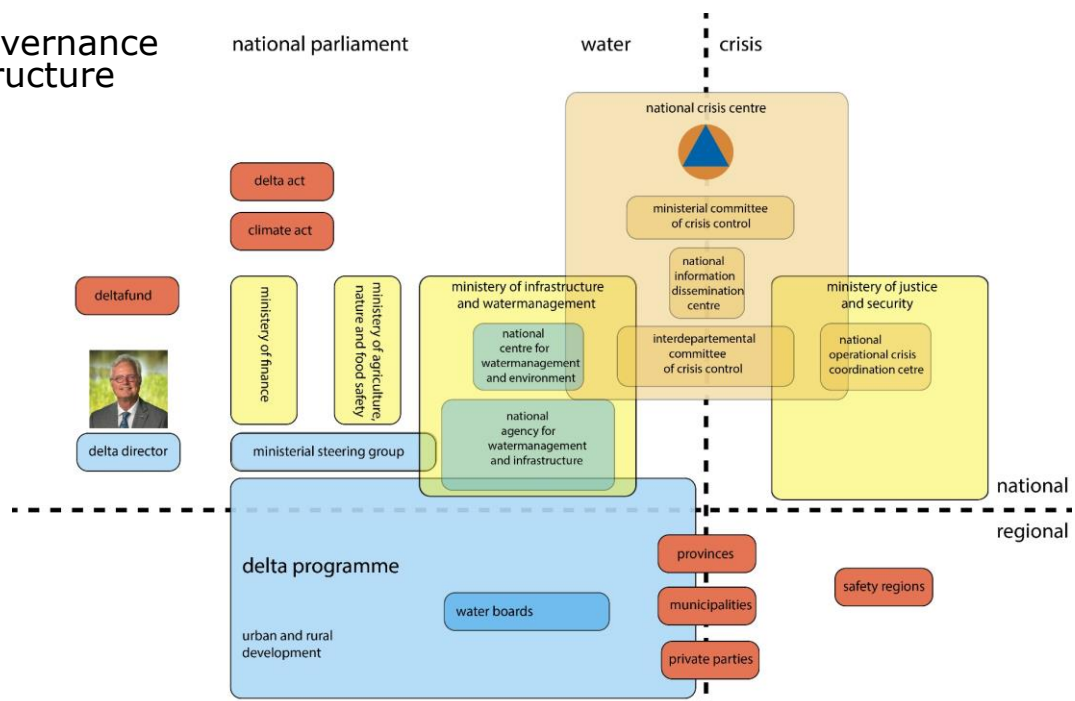 vernance
ructure
national parliament
water
crisis
national crisis centre
delta act
climate act
ministerial committee
of crisis control
national
information
dissemination
centre
deltafund
ministery of finance
ministery of agriculture,
nature and food safety
ministery of infrastructure
and watermanagement
ministery of justice
and security
national
centre for
watermanagement
and environment
interdepartemental
committee
of crisis control
national
operational crisis
coordination cetre
national
agency for
watermanagement
and infrastructure
delta director
ministerial steering group
national
regional
delta programme
provinces
safety regions
water boards
municipalities
urban and rural
development
private parties